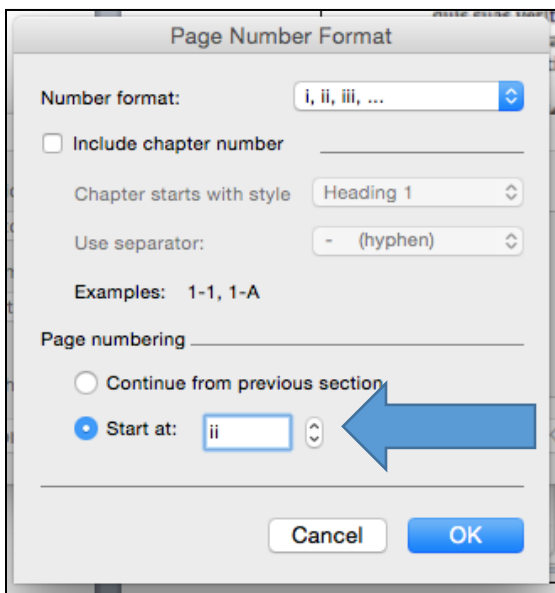 Page Number Format
Number format: i, ii, iii, ...
Include chapter number
Chapter starts with style Heading 1
Use separator: - (hyphen)
Examples: 1-1, 1-A
Page numbering
Continue from previous section
Start at: ii
Cancel OK